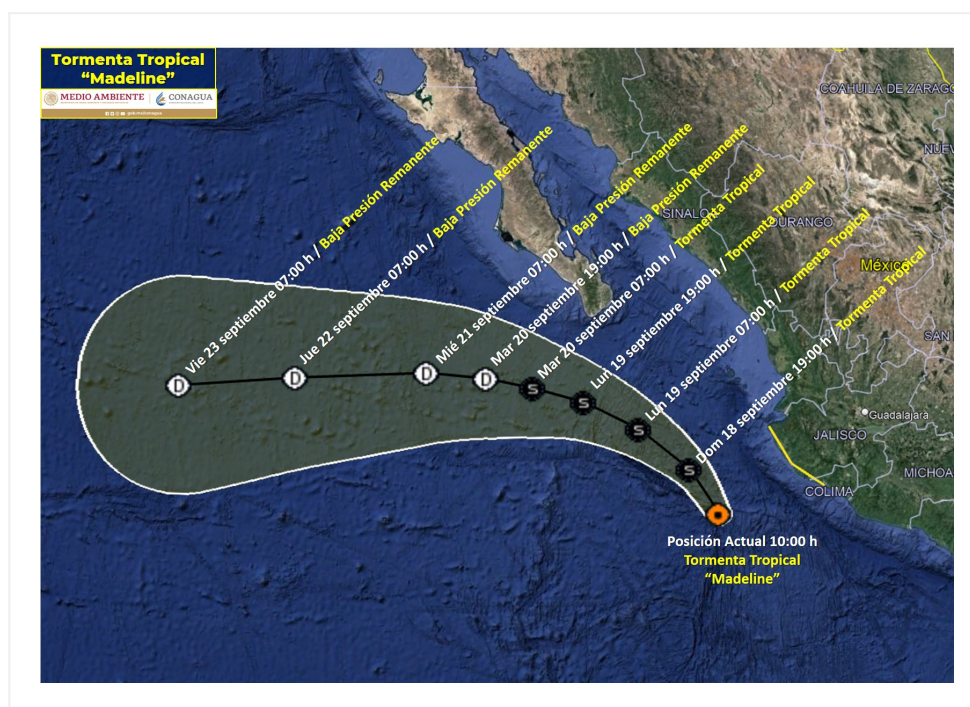 Tormenta Tropical
“Madeline”
MEDIO AMBIENTE
CONAGUA
COAHUILA DE ZARAGO
NUEV
SINALO
DURANGO
México
SAN
Guadalajara
JALISCO
MICHOA
COLIMA
Vie 23 septiembre 07:00 h / Baja Presión Remanente
Jue 22 septiembre 07:00 h / Baja Presión Remanente
Mié 21 septiembre 07:00 h / Baja Presión Remanente
Mar 20 septiembre 19:00 h / Baja Presión Remanente
Mar 20 septiembre 07:00 h / Tormenta Tropical
Lun 19 septiembre 19:00 h / Tormenta Tropical
Lun 19 septiembre 07:00 h / Tormenta Tropical
Dom 18 septiembre 19:00 h / Tormenta Tropical
D
D
D
D
S
S
S
S
Posición Actual 10:00 h
Tormenta Tropical
“Madeline”